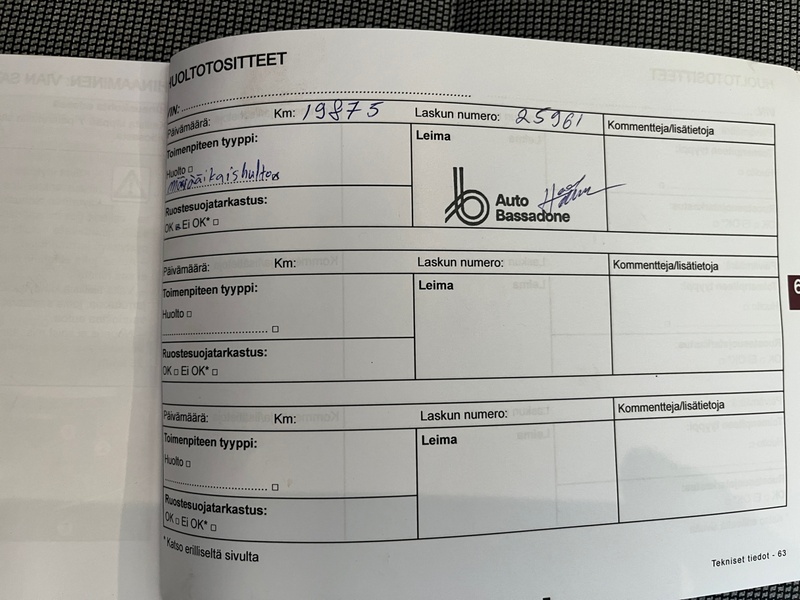 HUOLTOTOSITTEET
VIN: ..............................
Päivämäärä: Km: 19875 Laskun numero: 25961 Kommentteja/lisätietoja
Toimenpiteen tyyppi: Leima
Huolto □
määräaikaishuolto
Auto
Bassadone
Ruostesuojatarkastus:
OK □ Ei OK* □
Päivämäärä: Km: Laskun numero: Kommentteja/lisätietoja
Toimenpiteen tyyppi: Leima
Huolto □
.............................. □
Ruostesuojatarkastus:
OK □ Ei OK* □
Päivämäärä: Km: Laskun numero: Kommentteja/lisätietoja
Toimenpiteen tyyppi: Leima
Huolto □
.............................. □
Ruostesuojatarkastus:
OK □ Ei OK* □
* Katso erilliseltä sivulta
Tekniset tiedot - 63
6